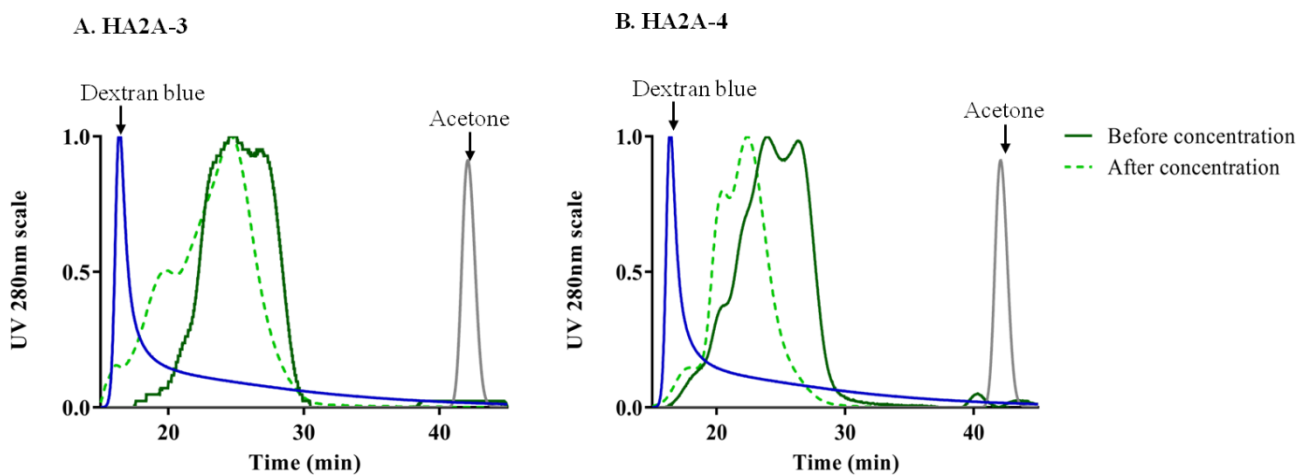 A. HA2A-3
Dextran blue
Acetone
UV 280nm scale
1.0
0.5
0.0
20
30
40
Time (min)
B. HA2A-4
Dextran blue
Acetone
UV 280nm scale
1.0
0.5
0.0
20
30
40
Time (min)
Before concentration
After concentration